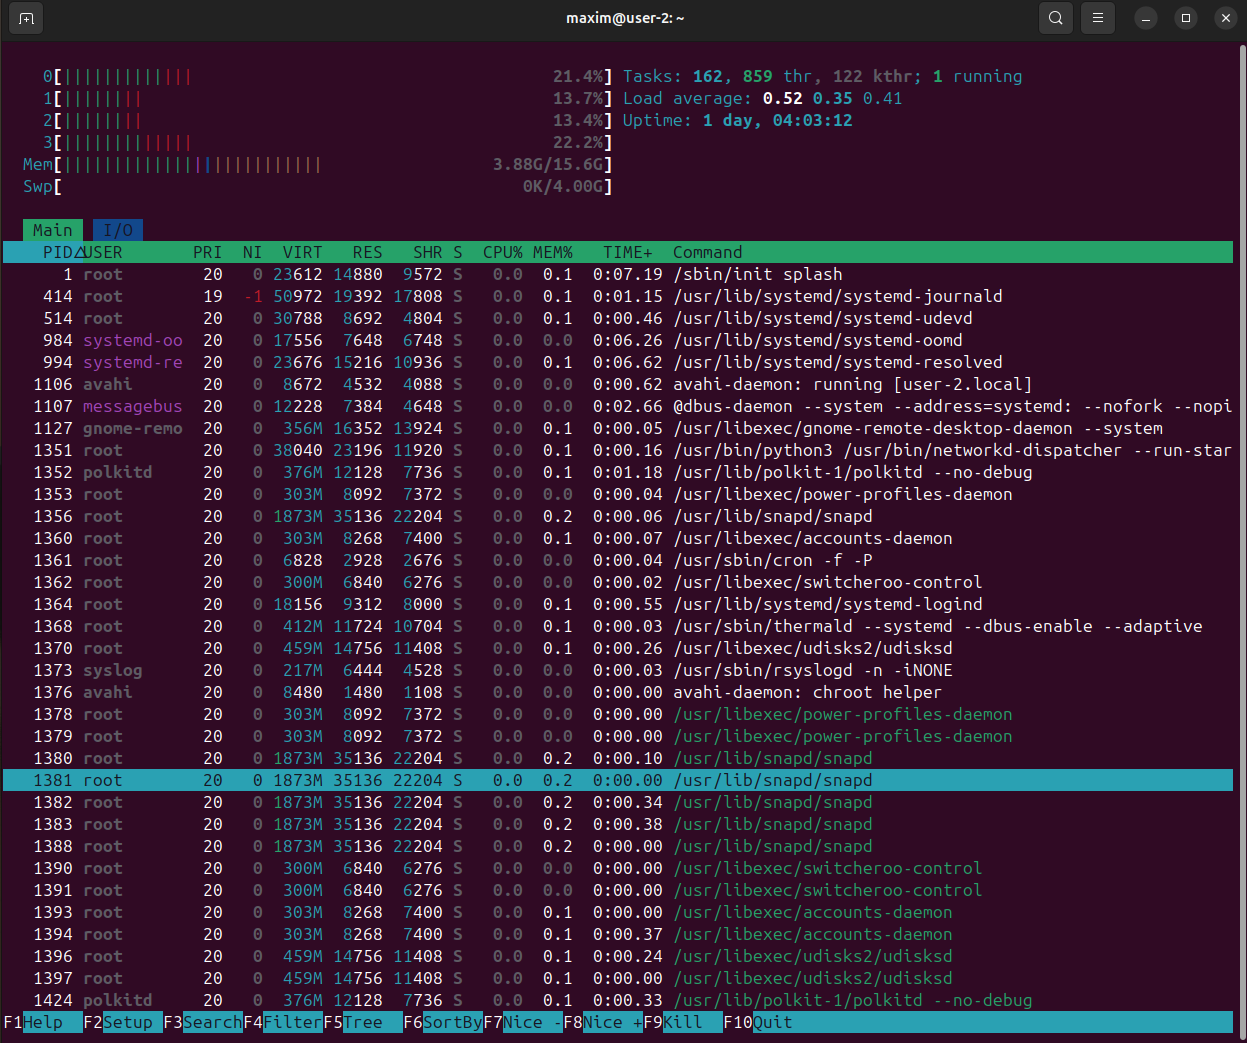 maxim@user-2: ~
0[||||||||||||| 21.4%] Tasks: 162, 859 thr, 122 kthr; 1 running
1[|||||||| 13.7%] Load average: 0.52 0.35 0.41
2[|||||||| 13.4%] Uptime: 1 day, 04:03:12
3[||||||||||||| 22.2%]
Mem[|||||||||||||||||||||||||| 3.88G/15.6G]
Swp[ 0K/4.00G]
Main I/O
PID△USER PRI NI VIRT RES SHR S CPU% MEM% TIME+ Command
1 root 20 0 23612 14880 9572 S 0.0 0.1 0:07.19 /sbin/init splash
414 root 19 -1 50972 19392 17808 S 0.0 0.1 0:01.15 /usr/lib/systemd/systemd-journald
514 root 20 0 30788 8692 4804 S 0.0 0.1 0:00.46 /usr/lib/systemd/systemd-udevd
984 systemd-oo 20 0 17556 7648 6748 S 0.0 0.0 0:06.26 /usr/lib/systemd/systemd-oomd
994 systemd-re 20 0 23676 15216 10936 S 0.0 0.1 0:06.62 /usr/lib/systemd/systemd-resolved
1106 avahi 20 0 8672 4532 4088 S 0.0 0.0 0:00.62 avahi-daemon: running [user-2.local]
1107 messagebus 20 0 12228 7384 4648 S 0.0 0.0 0:02.66 @dbus-daemon --system --address=systemd: --nofork --nopi
1127 gnome-remo 20 0 356M 16352 13924 S 0.0 0.1 0:00.05 /usr/libexec/gnome-remote-desktop-daemon --system
1351 root 20 0 38040 23196 11920 S 0.0 0.1 0:00.16 /usr/bin/python3 /usr/bin/networkd-dispatcher --run-star
1352 polkitd 20 0 376M 12128 7736 S 0.0 0.1 0:01.18 /usr/lib/polkit-1/polkitd --no-debug
1353 root 20 0 303M 8092 7372 S 0.0 0.0 0:00.04 /usr/libexec/power-profiles-daemon
1356 root 20 0 1873M 35136 22204 S 0.0 0.2 0:00.06 /usr/lib/snapd/snapd
1360 root 20 0 303M 8268 7400 S 0.0 0.1 0:00.07 /usr/libexec/accounts-daemon
1361 root 20 0 6828 2928 2676 S 0.0 0.0 0:00.04 /usr/sbin/cron -f -P
1362 root 20 0 300M 6840 6276 S 0.0 0.0 0:00.02 /usr/libexec/switcheroo-control
1364 root 20 0 18156 9312 8000 S 0.0 0.1 0:00.55 /usr/lib/systemd/systemd-logind
1368 root 20 0 412M 11724 10704 S 0.0 0.1 0:00.03 /usr/sbin/thermald --systemd --dbus-enable --adaptive
1370 root 20 0 459M 14756 11408 S 0.0 0.1 0:00.26 /usr/libexec/udisks2/udisksd
1373 syslog 20 0 217M 6444 4528 S 0.0 0.0 0:00.03 /usr/sbin/rsyslogd -n -iNONE
1376 avahi 20 0 8480 1480 1108 S 0.0 0.0 0:00.00 avahi-daemon: chroot helper
1378 root 20 0 303M 8092 7372 S 0.0 0.0 0:00.00 /usr/libexec/power-profiles-daemon
1379 root 20 0 303M 8092 7372 S 0.0 0.0 0:00.00 /usr/libexec/power-profiles-daemon
1380 root 20 0 1873M 35136 22204 S 0.0 0.2 0:00.10 /usr/lib/snapd/snapd
1381 root 20 0 1873M 35136 22204 S 0.0 0.2 0:00.00 /usr/lib/snapd/snapd
1382 root 20 0 1873M 35136 22204 S 0.0 0.2 0:00.34 /usr/lib/snapd/snapd
1383 root 20 0 1873M 35136 22204 S 0.0 0.2 0:00.38 /usr/lib/snapd/snapd
1388 root 20 0 1873M 35136 22204 S 0.0 0.2 0:00.00 /usr/lib/snapd/snapd
1390 root 20 0 300M 6840 6276 S 0.0 0.0 0:00.00 /usr/libexec/switcheroo-control
1391 root 20 0 300M 6840 6276 S 0.0 0.0 0:00.00 /usr/libexec/switcheroo-control
1393 root 20 0 303M 8268 7400 S 0.0 0.1 0:00.00 /usr/libexec/accounts-daemon
1394 root 20 0 303M 8268 7400 S 0.0 0.1 0:00.37 /usr/libexec/accounts-daemon
1396 root 20 0 459M 14756 11408 S 0.0 0.1 0:00.24 /usr/libexec/udisks2/udisksd
1397 root 20 0 459M 14756 11408 S 0.0 0.1 0:00.00 /usr/libexec/udisks2/udisksd
1424 polkitd 20 0 376M 12128 7736 S 0.0 0.1 0:00.33 /usr/lib/polkit-1/polkitd --no-debug
F1Help F2Setup F3SearchF4FilterF5Tree F6SortByF7Nice -F8Nice +F9Kill F10Quit